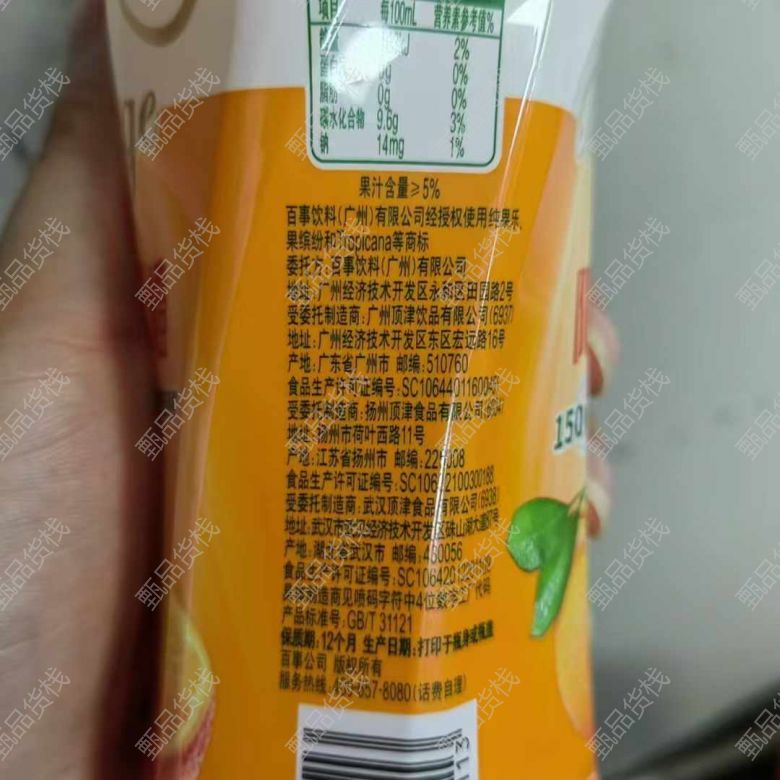 项目 每100mL 营养素参考值%
2%
0%
脂肪 0g 0%
碳水化合物 9.6g 3%
钠 14mg 1%
果汁含量≥5%
百事饮料(广州)有限公司经授权使用纯果乐,
果缤纷和Tropicana等商标
委托方:百事饮料(广州)有限公司
地址:广州经济技术开发区永和区田园路2号
受委托制造商:广州顶津饮品有限公司(6937)
地址:广州经济技术开发区东区宏远路16号
产地:广东省广州市 邮编:510760
食品生产许可证编号:
受委托制造商:扬州顶津食品有限公司
地址:扬州市荷叶西路11号
产地:江苏省扬州市 邮编:
食品生产许可证编号:
受委托制造商:武汉顶津食品有限公司
地址:武汉市
产地:湖北省武汉市 邮编:
食品生产许可证编号:
产品标准号:GB/T 31121
保质期:12个月 生产日期:打印于瓶身或瓶盖
百事公司 版权所有
服务热线: (话费自理)
150
甄品货栈